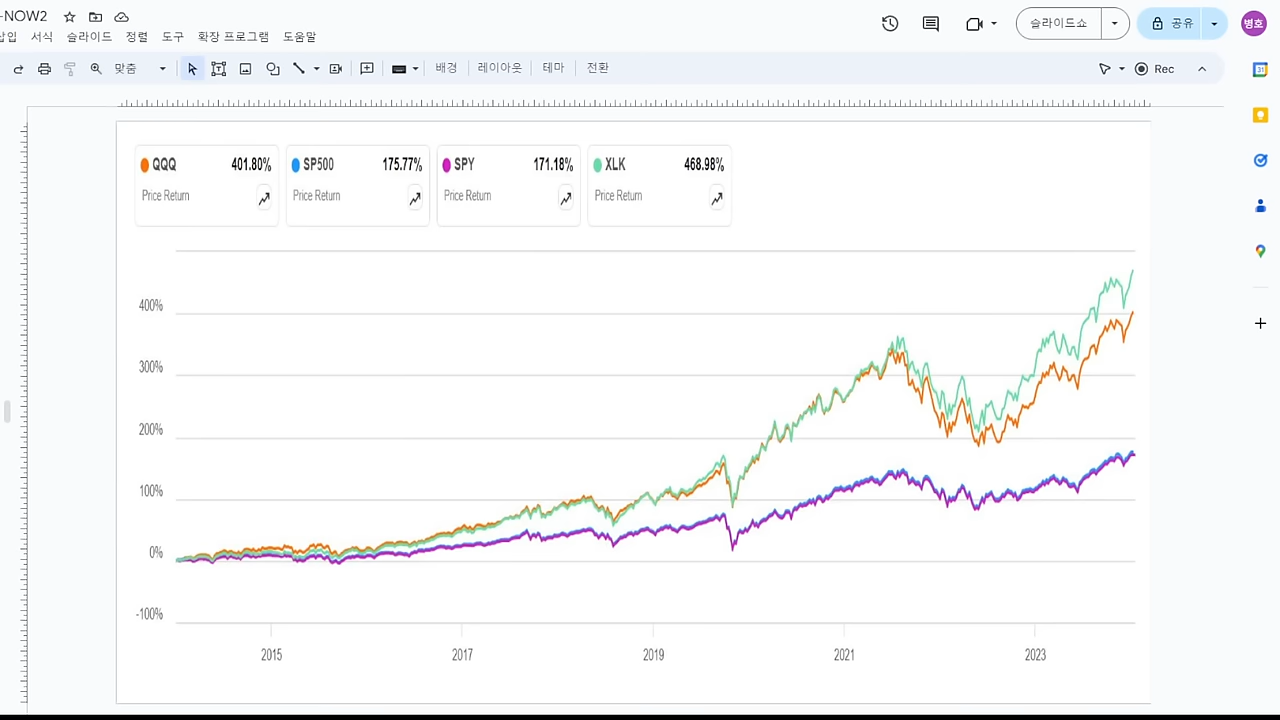 -NOW2
삽입 서식 슬라이드 정렬 도구 확장 프로그램 도움말
슬라이드쇼
공유
병호
맞춤
배경 레이아웃 테마 전환
Rec
31
QQQ 401.80%
Price Return
SP500 175.77%
Price Return
SPY 171.18%
Price Return
XLK 468.98%
Price Return
400%
300%
200%
100%
0%
-100%
2015 2017 2019 2021 2023